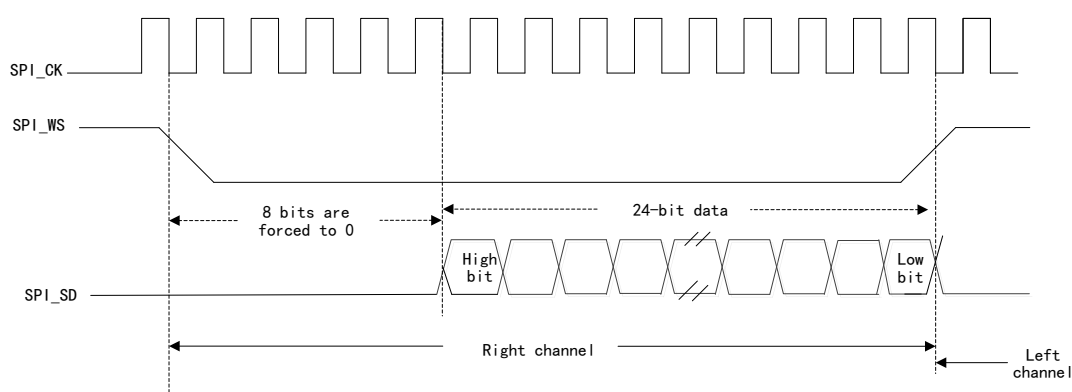 SPI_CK
SPI_WS
8 bits are
forced to 0
24-bit data
High
bit
Low
bit
SPI_SD
Right channel
Left
channel